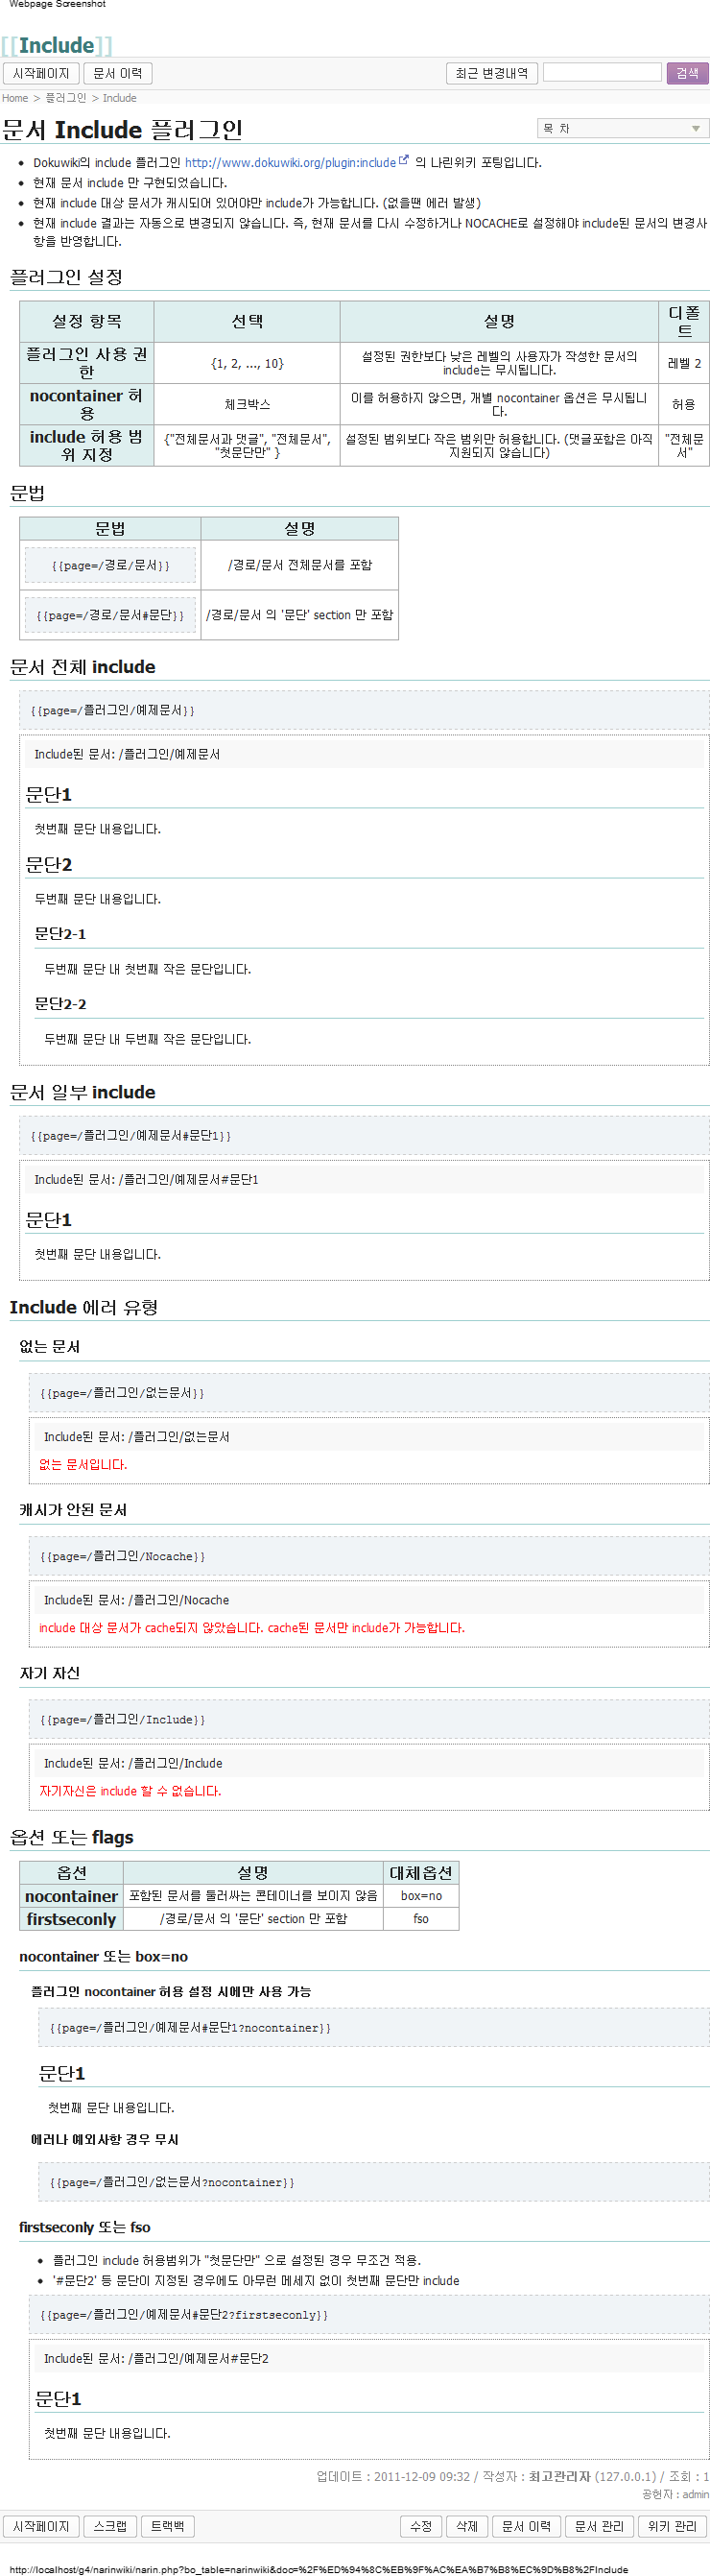 Webpage Screenshot
[[Include]]
시작페이지 문서 이력 최근 변경내역 검색
Home > 플러그인 > Include
문서 Include 플러그인
목 차
Dokuwiki의 include 플러그인 http://www.dokuwiki.org/plugin:include 의 나린위키 포팅입니다.
현재 문서 include 만 구현되었습니다.
현재 include 대상 문서가 캐시되어 있어야만 include가 가능합니다. (없을땐 에러 발생)
현재 include 결과는 자동으로 변경되지 않습니다. 즉, 현재 문서를 다시 수정하거나 NOCACHE로 설정해야 include된 문서의 변경사
항을 반영합니다.
플러그인 설정
설정 항목 선택 설명 디폴
트
플러그인 사용 권
한
{1, 2, ..., 10}
설정된 권한보다 낮은 레벨의 사용자가 작성한 문서의
include는 무시됩니다.
레벨 2
nocontainer 허
용
체크박스
이를 허용하지 않으면, 개별 nocontainer 옵션은 무시됩니
다.
허용
include 허용 범
위 지정
{"전체문서과 댓글", "전체문서",
"첫문단만" }
설정된 범위보다 작은 범위만 허용합니다. (댓글포함은 아직
지원되지 않습니다)
"전체문
서"
문법
문법 설명
{{page=/경로/문서}} /경로/문서 전체문서를 포함
{{page=/경로/문서#문단}} /경로/문서 의 '문단' section 만 포함
문서 전체 include
{{page=/플러그인/예제문서}}
Include된 문서: /플러그인/예제문서
문단1
첫번째 문단 내용입니다.
문단2
두번째 문단 내용입니다.
문단2-1
두번째 문단 내 첫번째 작은 문단입니다.
문단2-2
두번째 문단 내 두번째 작은 문단입니다.
문서 일부 include
{{page=/플러그인/예제문서#문단1}}
Include된 문서: /플러그인/예제문서#문단1
문단1
첫번째 문단 내용입니다.
Include 에러 유형
없는 문서
{{page=/플러그인/없는문서}}
Include된 문서: /플러그인/없는문서
없는 문서입니다.
캐시가 안된 문서
{{page=/플러그인/Nocache}}
Include된 문서: /플러그인/Nocache
include 대상 문서가 cache되지 않았습니다. cache된 문서만 include가 가능합니다.
자기 자신
{{page=/플러그인/Include}}
Include된 문서: /플러그인/Include
자기자신은 include 할 수 없습니다.
옵션 또는 flags
옵션 설명 대체옵션
nocontainer 포함된 문서를 둘러싸는 콘테이너를 보이지 않음 box=no
firstseconly /경로/문서 의 '문단' section 만 포함 fso
nocontainer 또는 box=no
플러그인 nocontainer 허용 설정 시에만 사용 가능
{{page=/플러그인/예제문서#문단1?nocontainer}}
문단1
첫번째 문단 내용입니다.
에러나 예외사항 경우 무시
{{page=/플러그인/없는문서?nocontainer}}
firstseconly 또는 fso
플러그인 include 허용범위가 "첫문단만" 으로 설정된 경우 무조건 적용.
'#문단2' 등 문단이 지정된 경우에도 아무런 메세지 없이 첫번째 문단만 include
{{page=/플러그인/예제문서#문단2?firstseconly}}
Include된 문서: /플러그인/예제문서#문단2
문단1
첫번째 문단 내용입니다.
업데이트 : 2011-12-09 09:32 / 작성자 : 최고관리자 (127.0.0.1) / 조회 : 1
공헌자 : admin
시작페이지 스크랩 트랙백 수정 삭제 문서 이력 문서 관리 위키 관리
http://localhost/g4/narinwiki/narin.php?bo_table=narinwiki&doc=%2F%ED%94%8C%EB%9F%AC%EA%B7%B8%EC%9D%B8%2FInclude